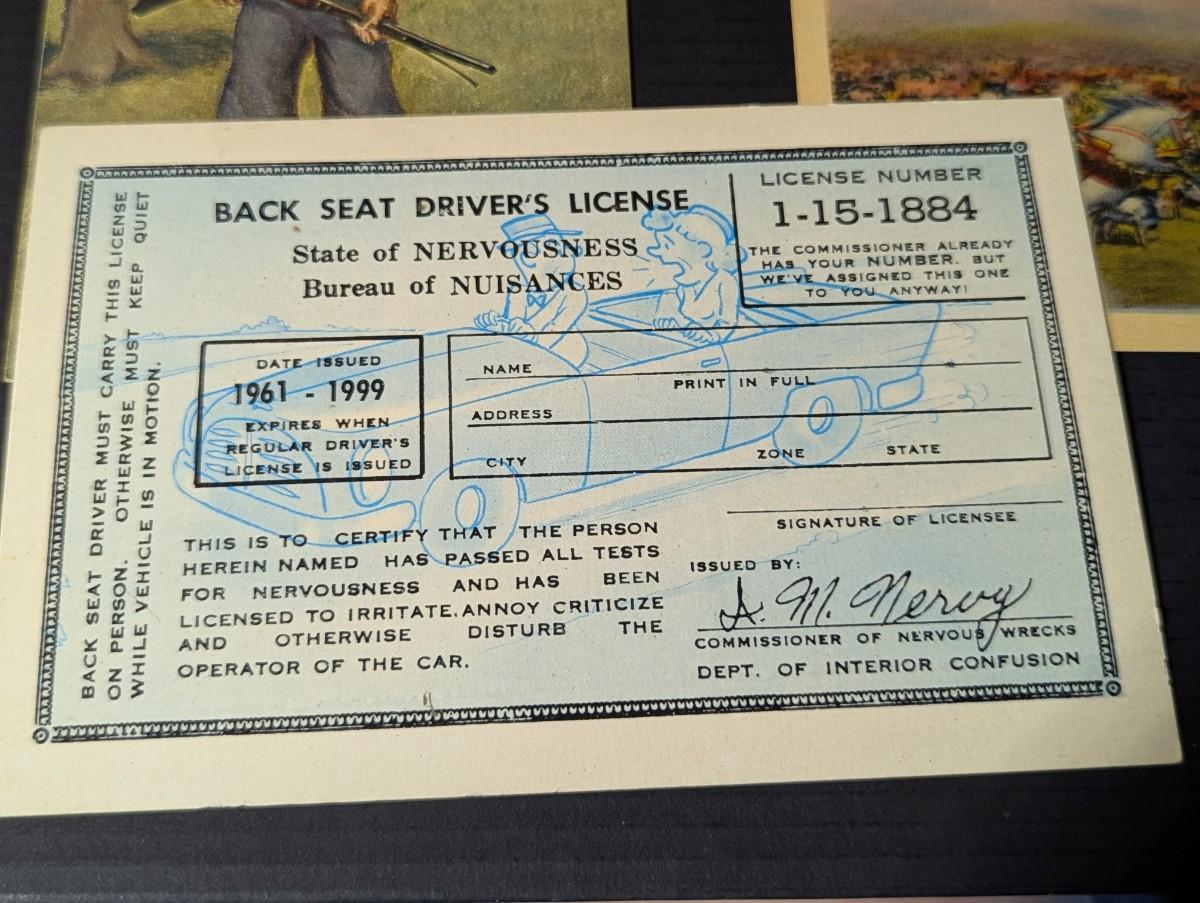 BACK SEAT DRIVER MUST CARRY THIS LICENSE
ON PERSON. OTHERWISE MUST KEEP QUIET
WHILE VEHICLE IS IN MOTION.
BACK SEAT DRIVER'S LICENSE
State of NERVOUSNESS
Bureau of NUISANCES
LICENSE NUMBER
1-15-1884
THE COMMISSIONER ALREADY
HAS YOUR NUMBER. BUT
WE'VE ASSIGNED THIS ONE
TO YOU ANYWAY!
DATE ISSUED
1961 - 1999
EXPIRES WHEN
REGULAR DRIVER'S
LICENSE IS ISSUED
NAME
PRINT IN FULL
ADDRESS
CITY ZONE STATE
SIGNATURE OF LICENSEE
THIS IS TO CERTIFY THAT THE PERSON
HEREIN NAMED HAS PASSED ALL TESTS
FOR NERVOUSNESS AND HAS BEEN
LICENSED TO IRRITATE, ANNOY CRITICIZE
AND OTHERWISE DISTURB THE
OPERATOR OF THE CAR.
ISSUED BY:
A. M. Nervoy
COMMISSIONER OF NERVOUS WRECKS
DEPT. OF INTERIOR CONFUSION